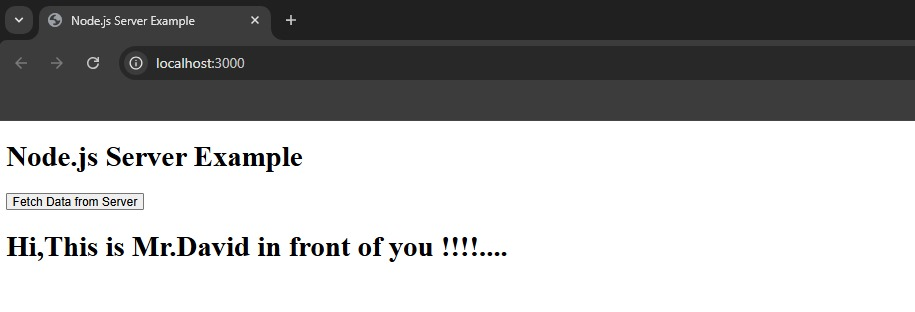 Node.js Server Example
localhost:3000
Node.js Server Example
Fetch Data from Server
Hi,This is Mr.David in front of you !!!!....